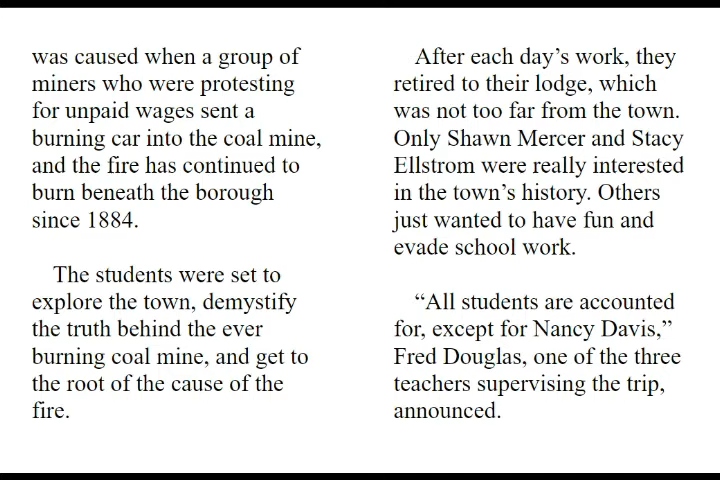 was caused when a group of
miners who were protesting
for unpaid wages sent a
burning car into the coal mine,
and the fire has continued to
burn beneath the borough
since 1884.
The students were set to
explore the town, demystify
the truth behind the ever
burning coal mine, and get to
the root of the cause of the
fire.
After each day’s work, they
retired to their lodge, which
was not too far from the town.
Only Shawn Mercer and Stacy
Ellstrom were really interested
in the town’s history. Others
just wanted to have fun and
evade school work.
“All students are accounted
for, except for Nancy Davis,”
Fred Douglas, one of the three
teachers supervising the trip,
announced.